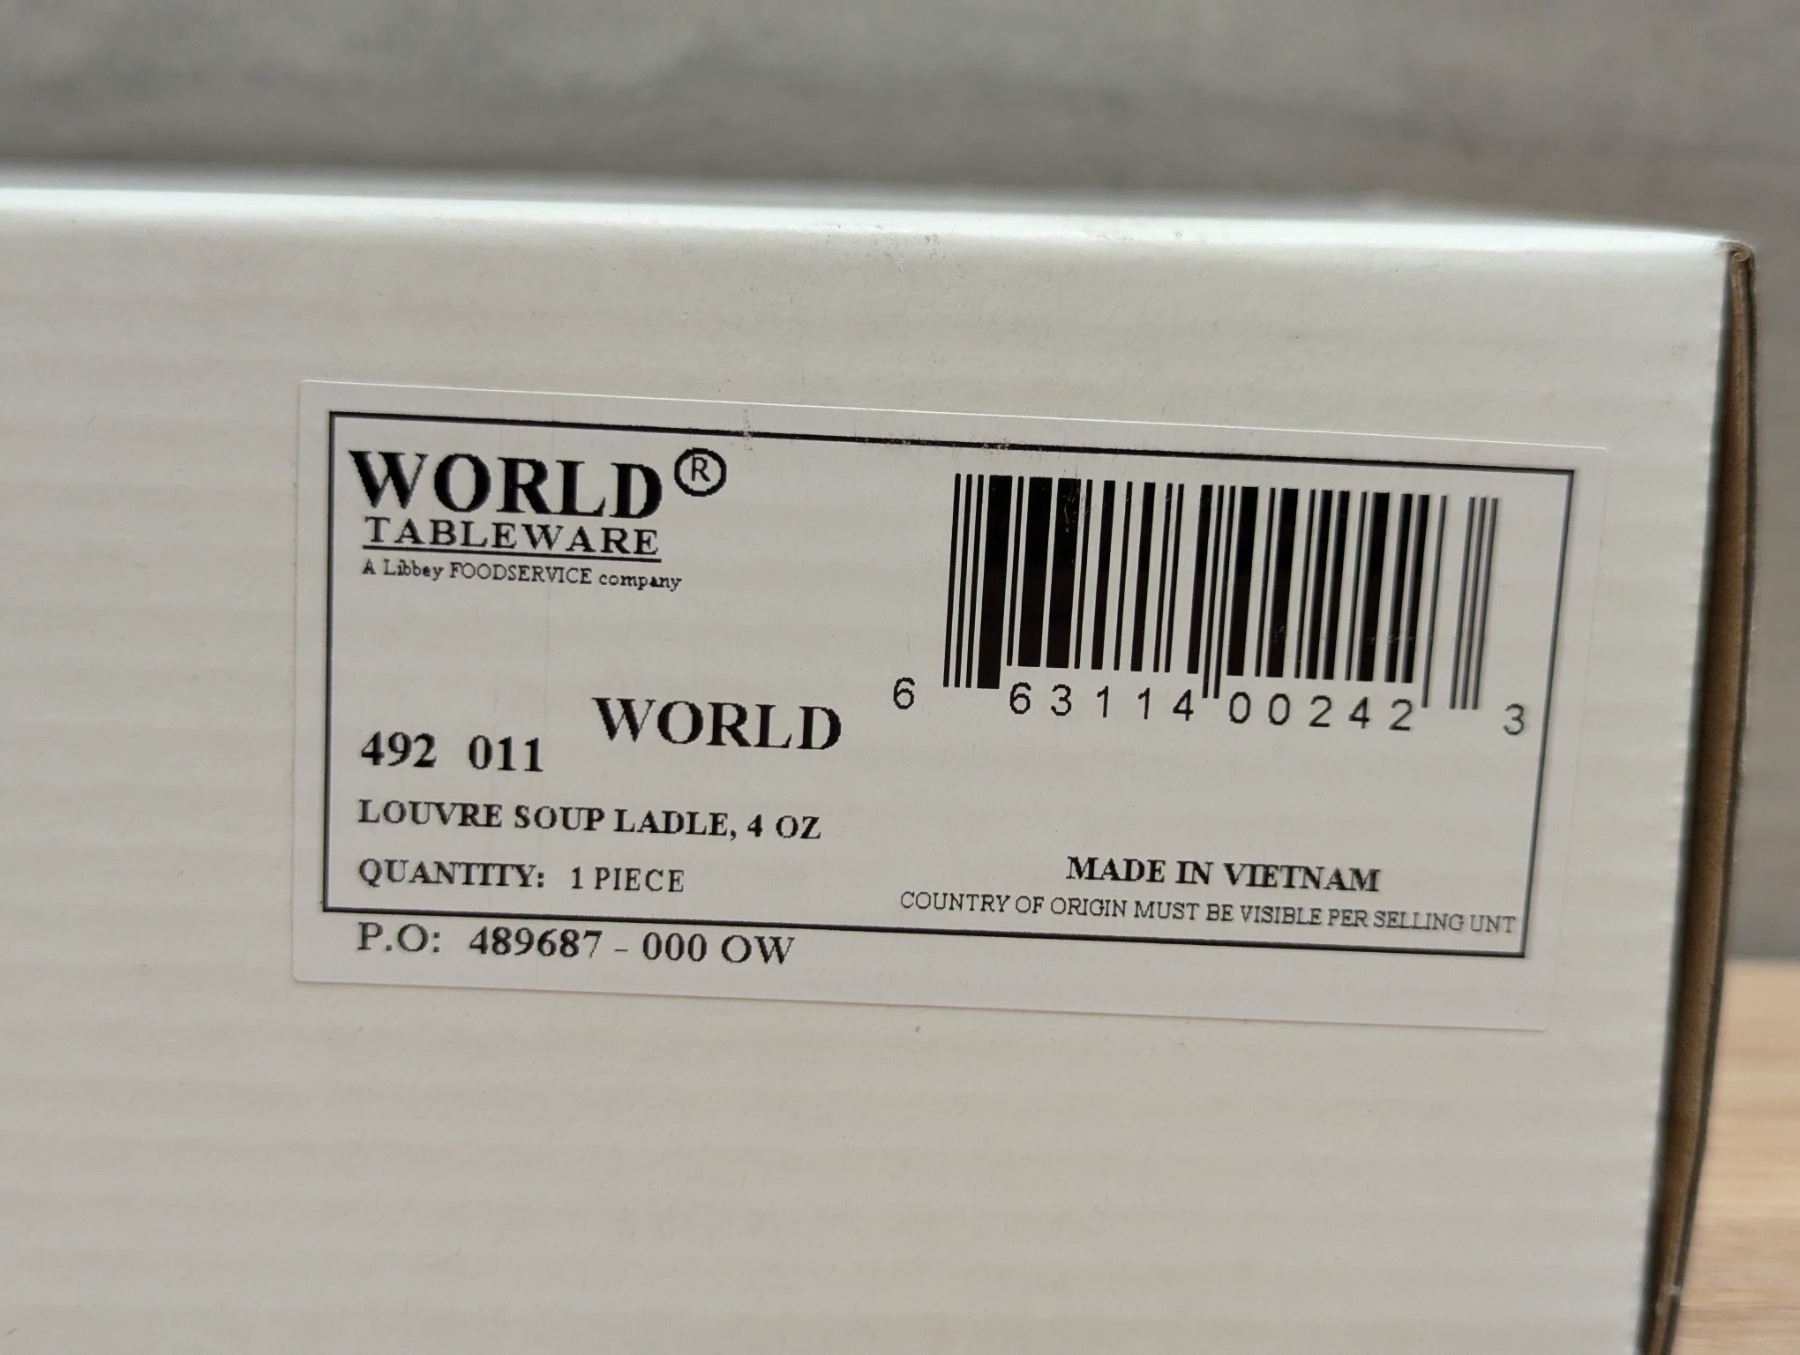 WORLD®
TABLEWARE
A Libbey FOODSERVICE company
6 63114 00242 3
492 011 WORLD
LOUVRE SOUP LADLE, 4 OZ
QUANTITY: 1 PIECE
MADE IN VIETNAM
COUNTRY OF ORIGIN MUST BE VISIBLE PER SELLING UNT
P.O: 489687 - 000 OW